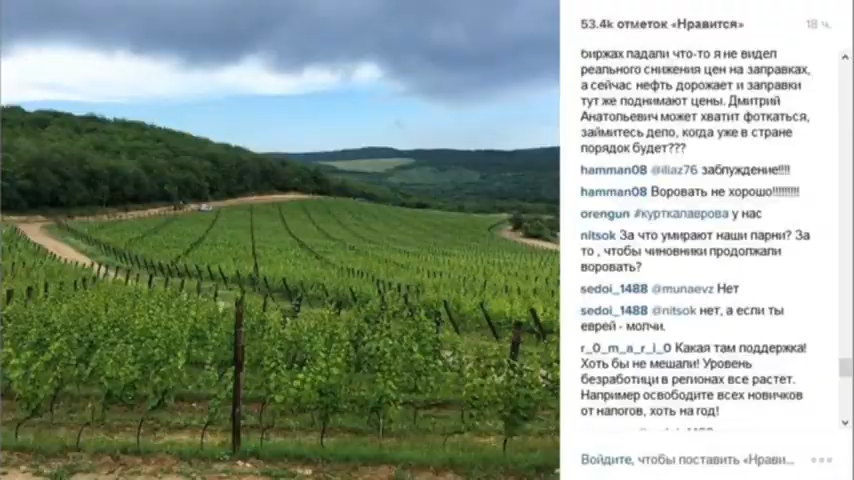 53.4k отметок «Нравится» 18 ч.
биржах падали что-то я не видел
реального снижения цен на заправках,
а сейчас нефть дорожает и заправки
тут же поднимают цены. Дмитрий
Анатольевич может хватит фоткаться,
займитесь дело, когда уже в стране
порядок будет???
hamman08 @iliaz76 заблуждение!!!!
hamman08 Воровать не хорошо!!!!!!!!!
orengun #курткалаврова у нас
nitsok За что умирают наши парни? За
то , чтобы чиновники продолжали
воровать?
sedoi_1488 @munaevz Нет
sedoi_1488 @nitsok нет, а если ты
еврей - молчи.
r_0_m_a_r_i_0 Какая там поддержка!
Хоть бы не мешали! Уровень
безработици в регионах все растет.
Например освободите всех новичков
от налогов, хоть на год!
Войдите, чтобы поставить «Нрави...